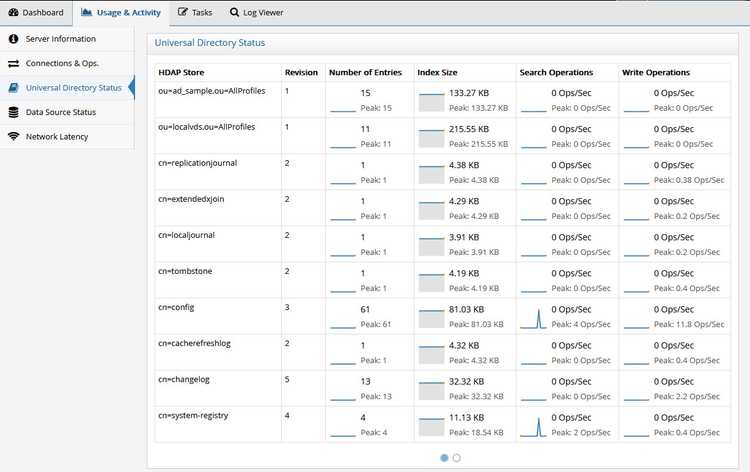 Dashboard Usage & Activity Tasks Log Viewer
Server Information
Connections & Ops.
Universal Directory Status
Data Source Status
Network Latency
Universal Directory Status
HDAP Store Revision Number of Entries Index Size Search Operations Write Operations
ou=ad_sample.ou=AllProfiles 1 15 133.27 KB 0 Ops/Sec 0 Ops/Sec
Peak: 15 Peak: 133.27 KB Peak: 0 Ops/Sec Peak: 0 Ops/Sec
ou=localvds.ou=AllProfiles 1 11 215.55 KB 0 Ops/Sec 0 Ops/Sec
Peak: 11 Peak: 215.55 KB Peak: 0 Ops/Sec Peak: 0 Ops/Sec
cn=replicationjournal 2 1 4.38 KB 0 Ops/Sec 0 Ops/Sec
Peak: 1 Peak: 4.38 KB Peak: 0 Ops/Sec Peak: 0.38 Ops/Sec
cn=extendedxjoin 2 1 4.29 KB 0 Ops/Sec 0 Ops/Sec
Peak: 1 Peak: 4.29 KB Peak: 0 Ops/Sec Peak: 0.2 Ops/Sec
cn=localjournal 2 1 3.91 KB 0 Ops/Sec 0 Ops/Sec
Peak: 1 Peak: 3.91 KB Peak: 0 Ops/Sec Peak: 0.2 Ops/Sec
cn=tombstone 2 1 4.19 KB 0 Ops/Sec 0 Ops/Sec
Peak: 1 Peak: 4.19 KB Peak: 0 Ops/Sec Peak: 0.4 Ops/Sec
cn=config 3 61 81.03 KB 0 Ops/Sec 0 Ops/Sec
Peak: 61 Peak: 81.03 KB Peak: 4 Ops/Sec Peak: 11.8 Ops/Sec
cn=cacherefreshlog 2 1 4.32 KB 0 Ops/Sec 0 Ops/Sec
Peak: 1 Peak: 4.32 KB Peak: 0 Ops/Sec Peak: 0.4 Ops/Sec
cn=changelog 5 13 32.32 KB 0 Ops/Sec 0 Ops/Sec
Peak: 13 Peak: 32.32 KB Peak: 0 Ops/Sec Peak: 2.2 Ops/Sec
cn=system-registry 4 4 11.13 KB 0 Ops/Sec 0 Ops/Sec
Peak: 4 Peak: 18.54 KB Peak: 2 Ops/Sec Peak: 0.4 Ops/Sec